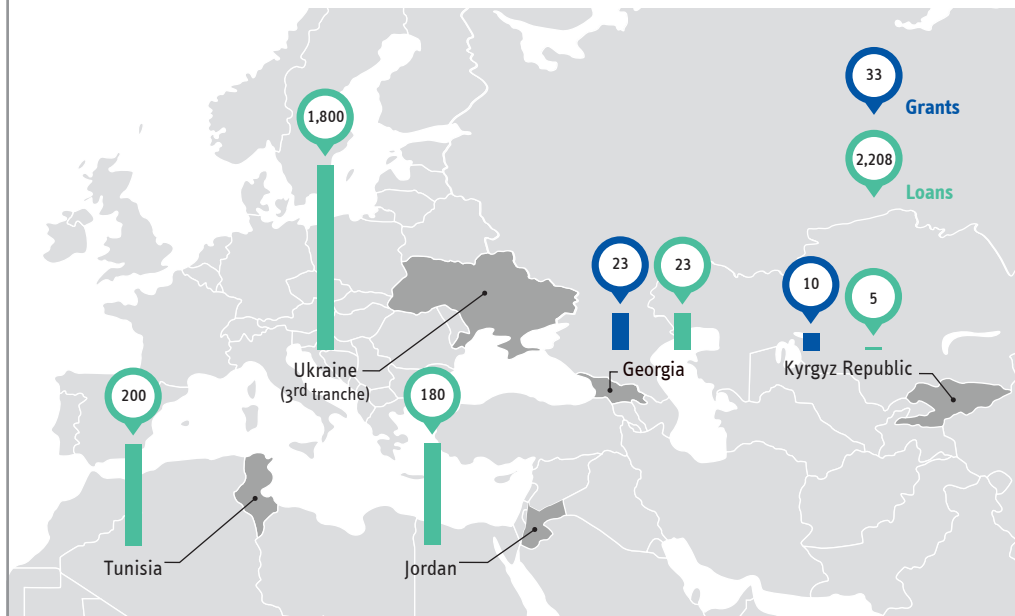 33
Grants
1,800
2,208
Loans
23
23
10
5
Ukraine
(3rd tranche)
Georgia
Kyrgyz Republic
200
180
Tunisia
Jordan